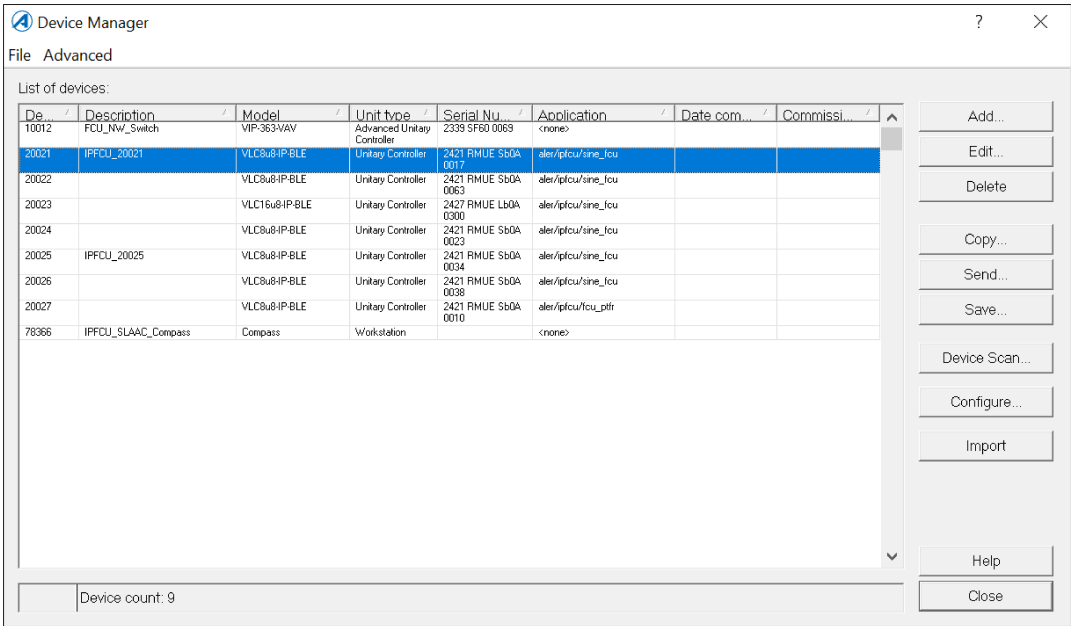 Device Manager
? ×
File Advanced
List of devices:
De... Description Model Unit type Serial Nu... Application Date com... Commissi...
10012 FCU_NW_Switch VIP-363-VAV Advanced Unitary 2339 SF60 0069 <none>
Controller
20021 IPFCU_20021 VLC8u8-IP-BLE Unitary Controller 2421 RMUE Sb0A aler/ipfcu/sine_fcu
0017
20022 VLC8u8-IP-BLE Unitary Controller 2421 RMUE Sb0A aler/ipfcu/sine_fcu
0063
20023 VLC16u8-IP-BLE Unitary Controller 2427 RMUE Lb0A aler/ipfcu/sine_fcu
0300
20024 VLC8u8-IP-BLE Unitary Controller 2421 RMUE Sb0A aler/ipfcu/sine_fcu
0023
20025 IPFCU_20025 VLC8u8-IP-BLE Unitary Controller 2421 RMUE Sb0A aler/ipfcu/sine_fcu
0034
20026 VLC8u8-IP-BLE Unitary Controller 2421 RMUE Sb0A aler/ipfcu/sine_fcu
0038
20027 VLC8u8-IP-BLE Unitary Controller 2421 RMUE Sb0A aler/ipfcu/fcu_ptfr
0010
78366 IPFCU_SLAAC_Compass Compass Workstation <none>
Add...
Edit...
Delete
Copy...
Send...
Save...
Device Scan...
Configure...
Import
Help
Close
Device count: 9